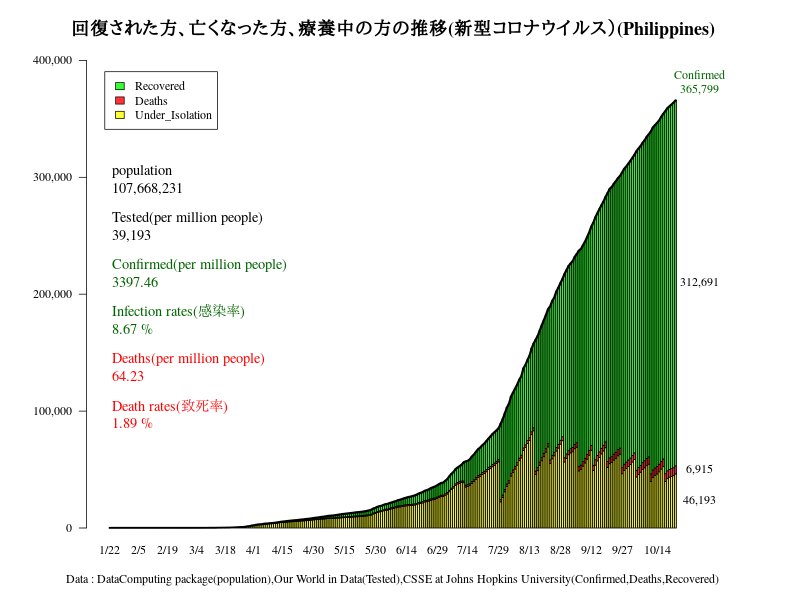 回復された方、亡くなった方、療養中の方の推移(新型コロナウイルス）(Philippines)
400,000
300,000
200,000
100,000
0
Recovered
Deaths
Under_Isolation
population
107,668,231
Tested(per million people)
39,193
Confirmed(per million people)
3397.46
Infection rates(感染率)
8.67 %
Deaths(per million people)
64.23
Death rates(致死率)
1.89 %
Confirmed
365,799
312,691
6,915
46,193
1/22 2/5 2/19 3/4 3/18 4/1 4/15 4/30 5/15 5/30 6/14 6/29 7/14 7/29 8/13 8/28 9/12 9/27 10/14
Data : DataComputing package(population),Our World in Data(Tested),CSSE at Johns Hopkins University(Confirmed,Deaths,Recovered)